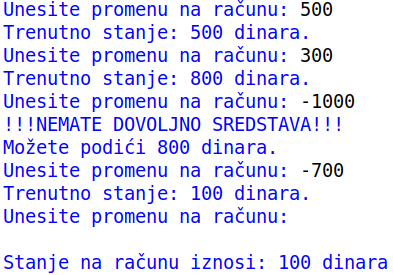 Unesite promenu na računu: 500
Trenutno stanje: 500 dinara.
Unesite promenu na računu: 300
Trenutno stanje: 800 dinara.
Unesite promenu na računu: -1000
!!!NEMATE DOVOLJNO SREDSTAVA!!!
Možete podići 800 dinara.
Unesite promenu na računu: -700
Trenutno stanje: 100 dinara.
Unesite promenu na računu:
Stanje na računu iznosi: 100 dinara